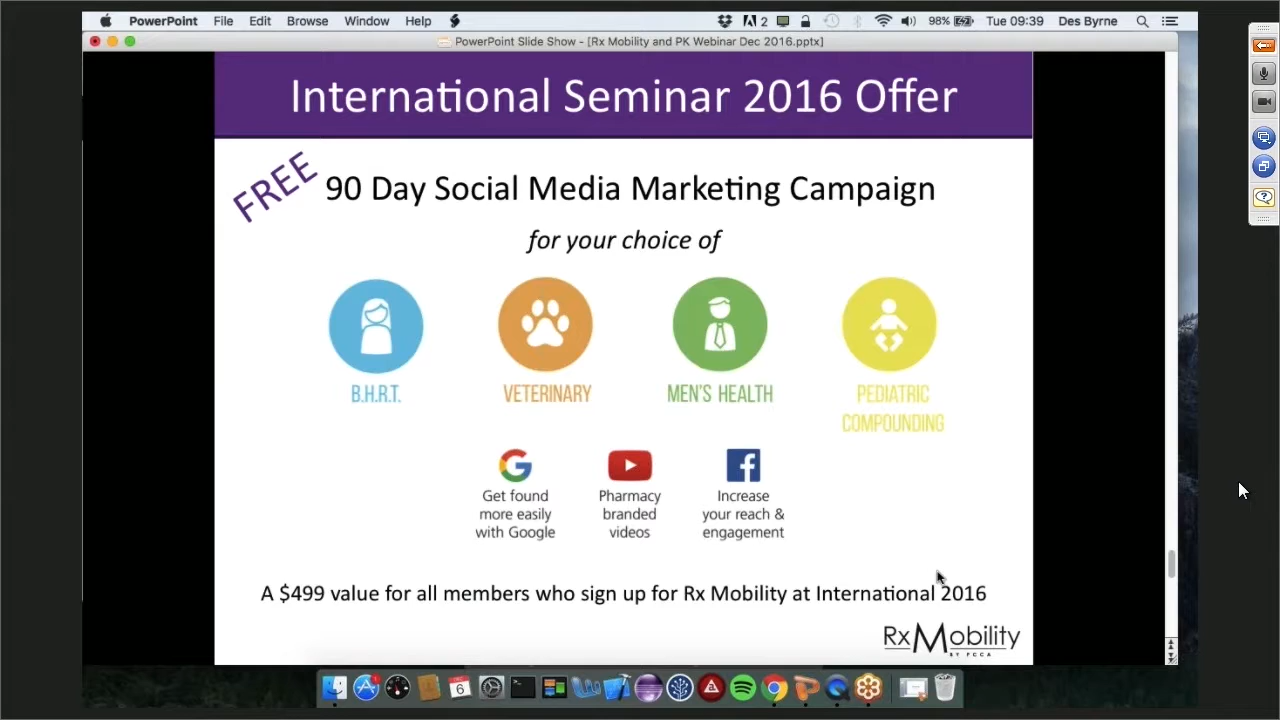 PowerPoint File Edit Browse Window Help 2 98% Tue 09:39 Des Byrne
PowerPoint Slide Show - [Rx Mobility and PK Webinar Dec 2016.pptx]
International Seminar 2016 Offer
FREE
90 Day Social Media Marketing Campaign
for your choice of
B.H.R.T. VETERINARY MEN'S HEALTH PEDIATRIC
COMPOUNDING
Get found Pharmacy Increase
more easily branded your reach &
with Google videos engagement
A $499 value for all members who sign up for Rx Mobility at International 2016
RxMobility
BY PCCA
6